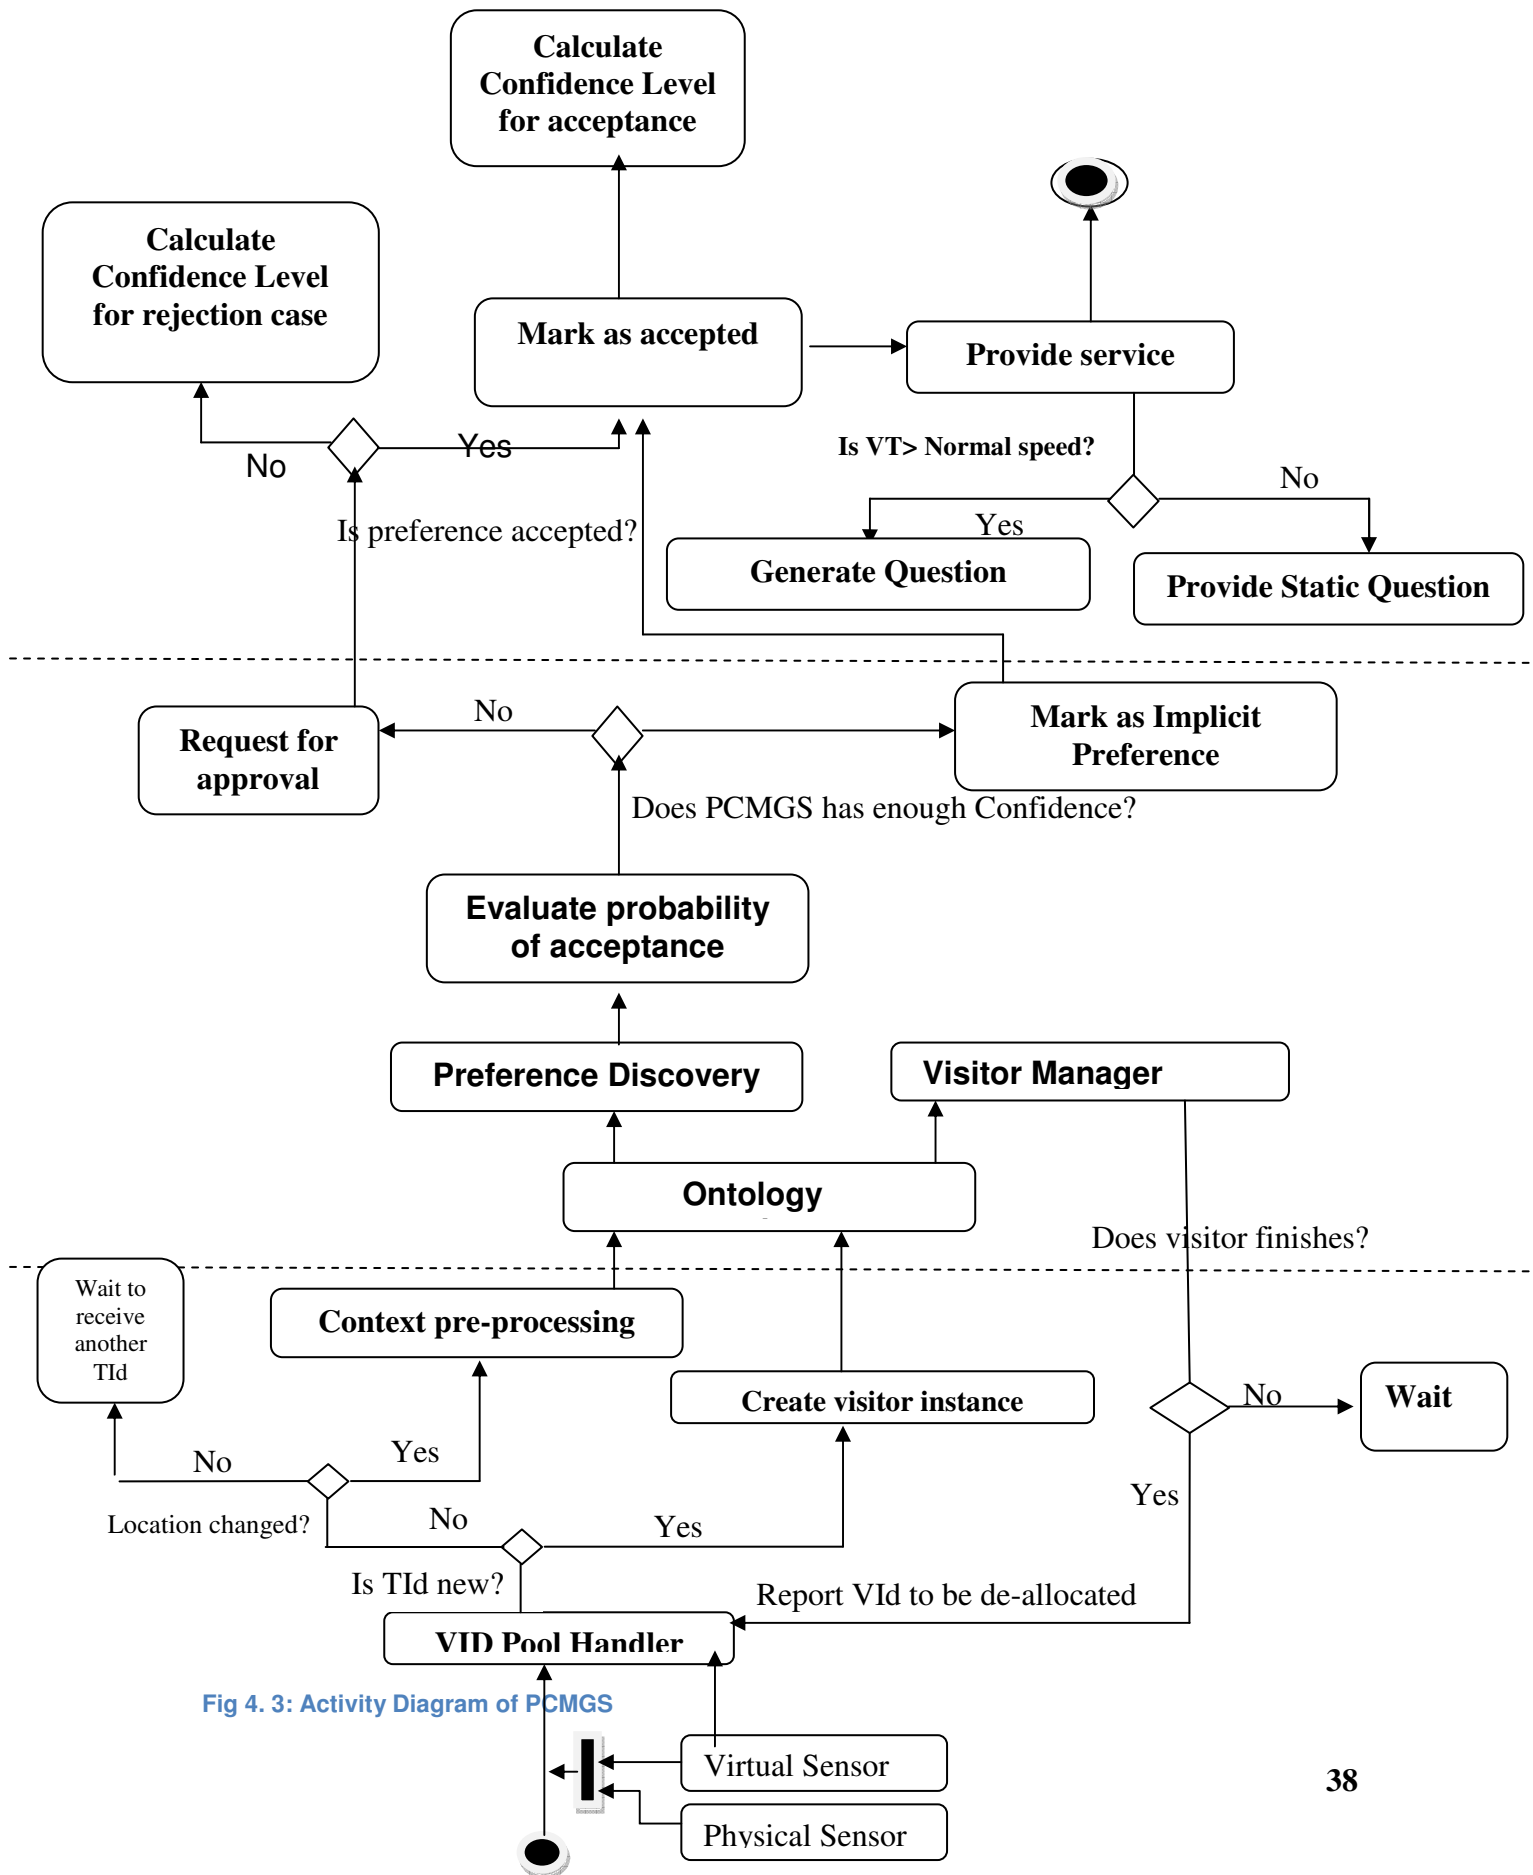 Calculate
Confidence Level
for acceptance
Calculate
Confidence Level
for rejection case
Mark as accepted
Provide service
No
Yes
Is VT> Normal speed?
No
Yes
Is preference accepted?
Generate Question
Provide Static Question
No
Request for
approval
Mark as Implicit
Preference
Does PCMGS has enough Confidence?
Evaluate probability
of acceptance
Preference Discovery
Visitor Manager
Ontology
Does visitor finishes?
Wait to
receive
another
TId
Context pre-processing
Create visitor instance
No
Wait
No
Yes
Yes
Location changed?
No
Yes
Is TId new?
Report VId to be de-allocated
VID Pool Handler
Fig 4. 3: Activity Diagram of PCMGS
Virtual Sensor
38
Physical Sensor